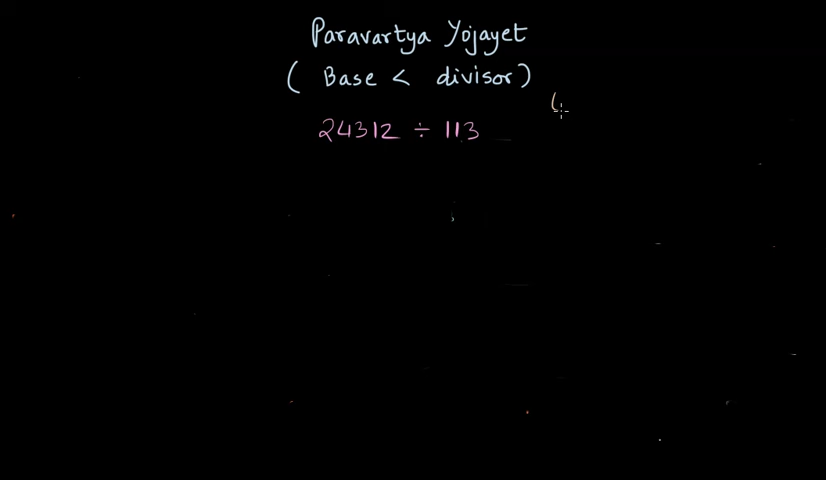 Paravartya Yojayet
( Base < divisor)
24312 ÷ 113
(